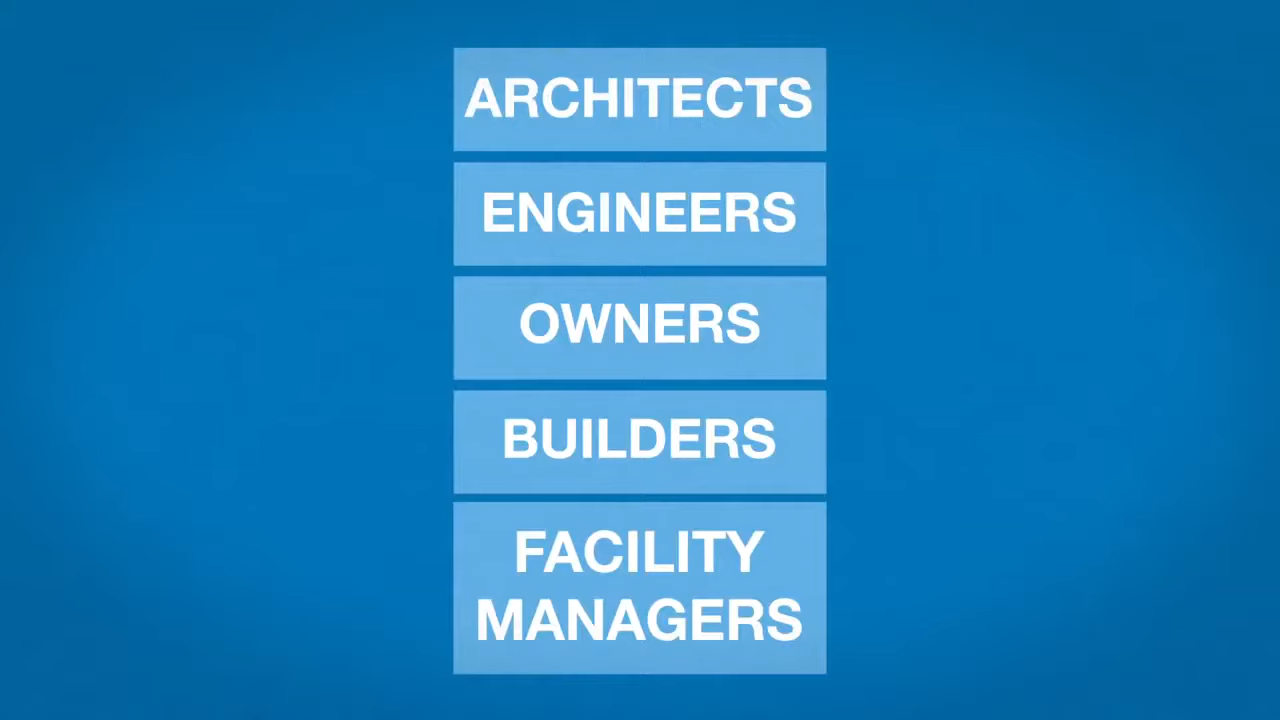 ARCHITECTS
ENGINEERS
OWNERS
BUILDERS
FACILITY
MANAGERS